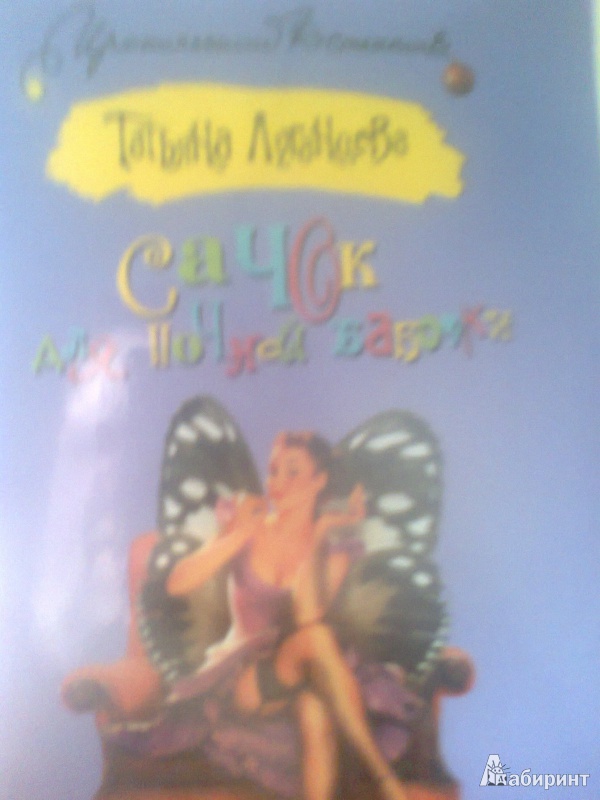 Татьяна Луганцева
Сачок
для ночной бабочки
Лабиринт